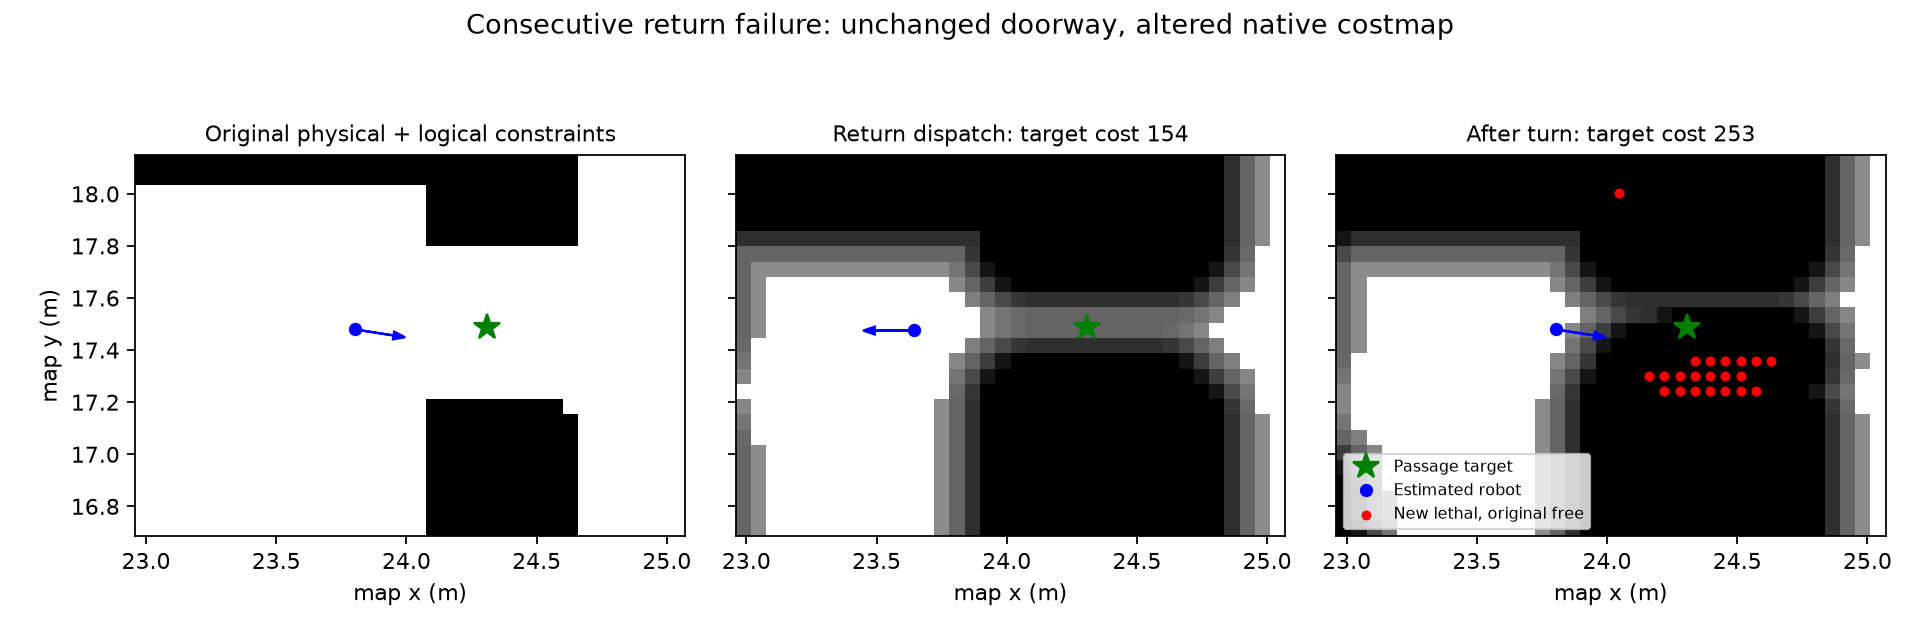 Consecutive return failure: unchanged doorway, altered native costmap
Original physical + logical constraints
Return dispatch: target cost 154
After turn: target cost 253
map y (m)
18.0
17.8
17.6
17.4
17.2
17.0
16.8
23.0 23.5 24.0 24.5 25.0
map x (m)
23.0 23.5 24.0 24.5 25.0
map x (m)
Passage target
Estimated robot
New lethal, original free
23.0 23.5 24.0 24.5 25.0
map x (m)